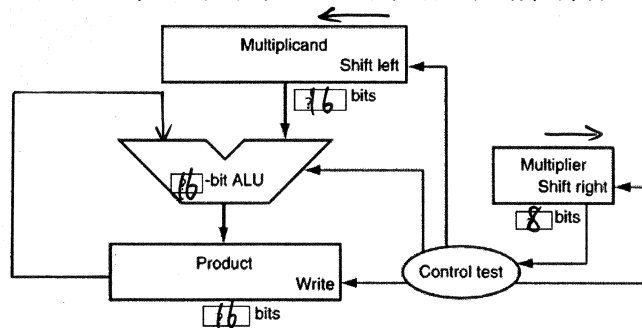 Multiplicand
Shift left
16 bits
16 -bit ALU
Multiplier
Shift right
8 bits
Product
Write
Control test
16 bits